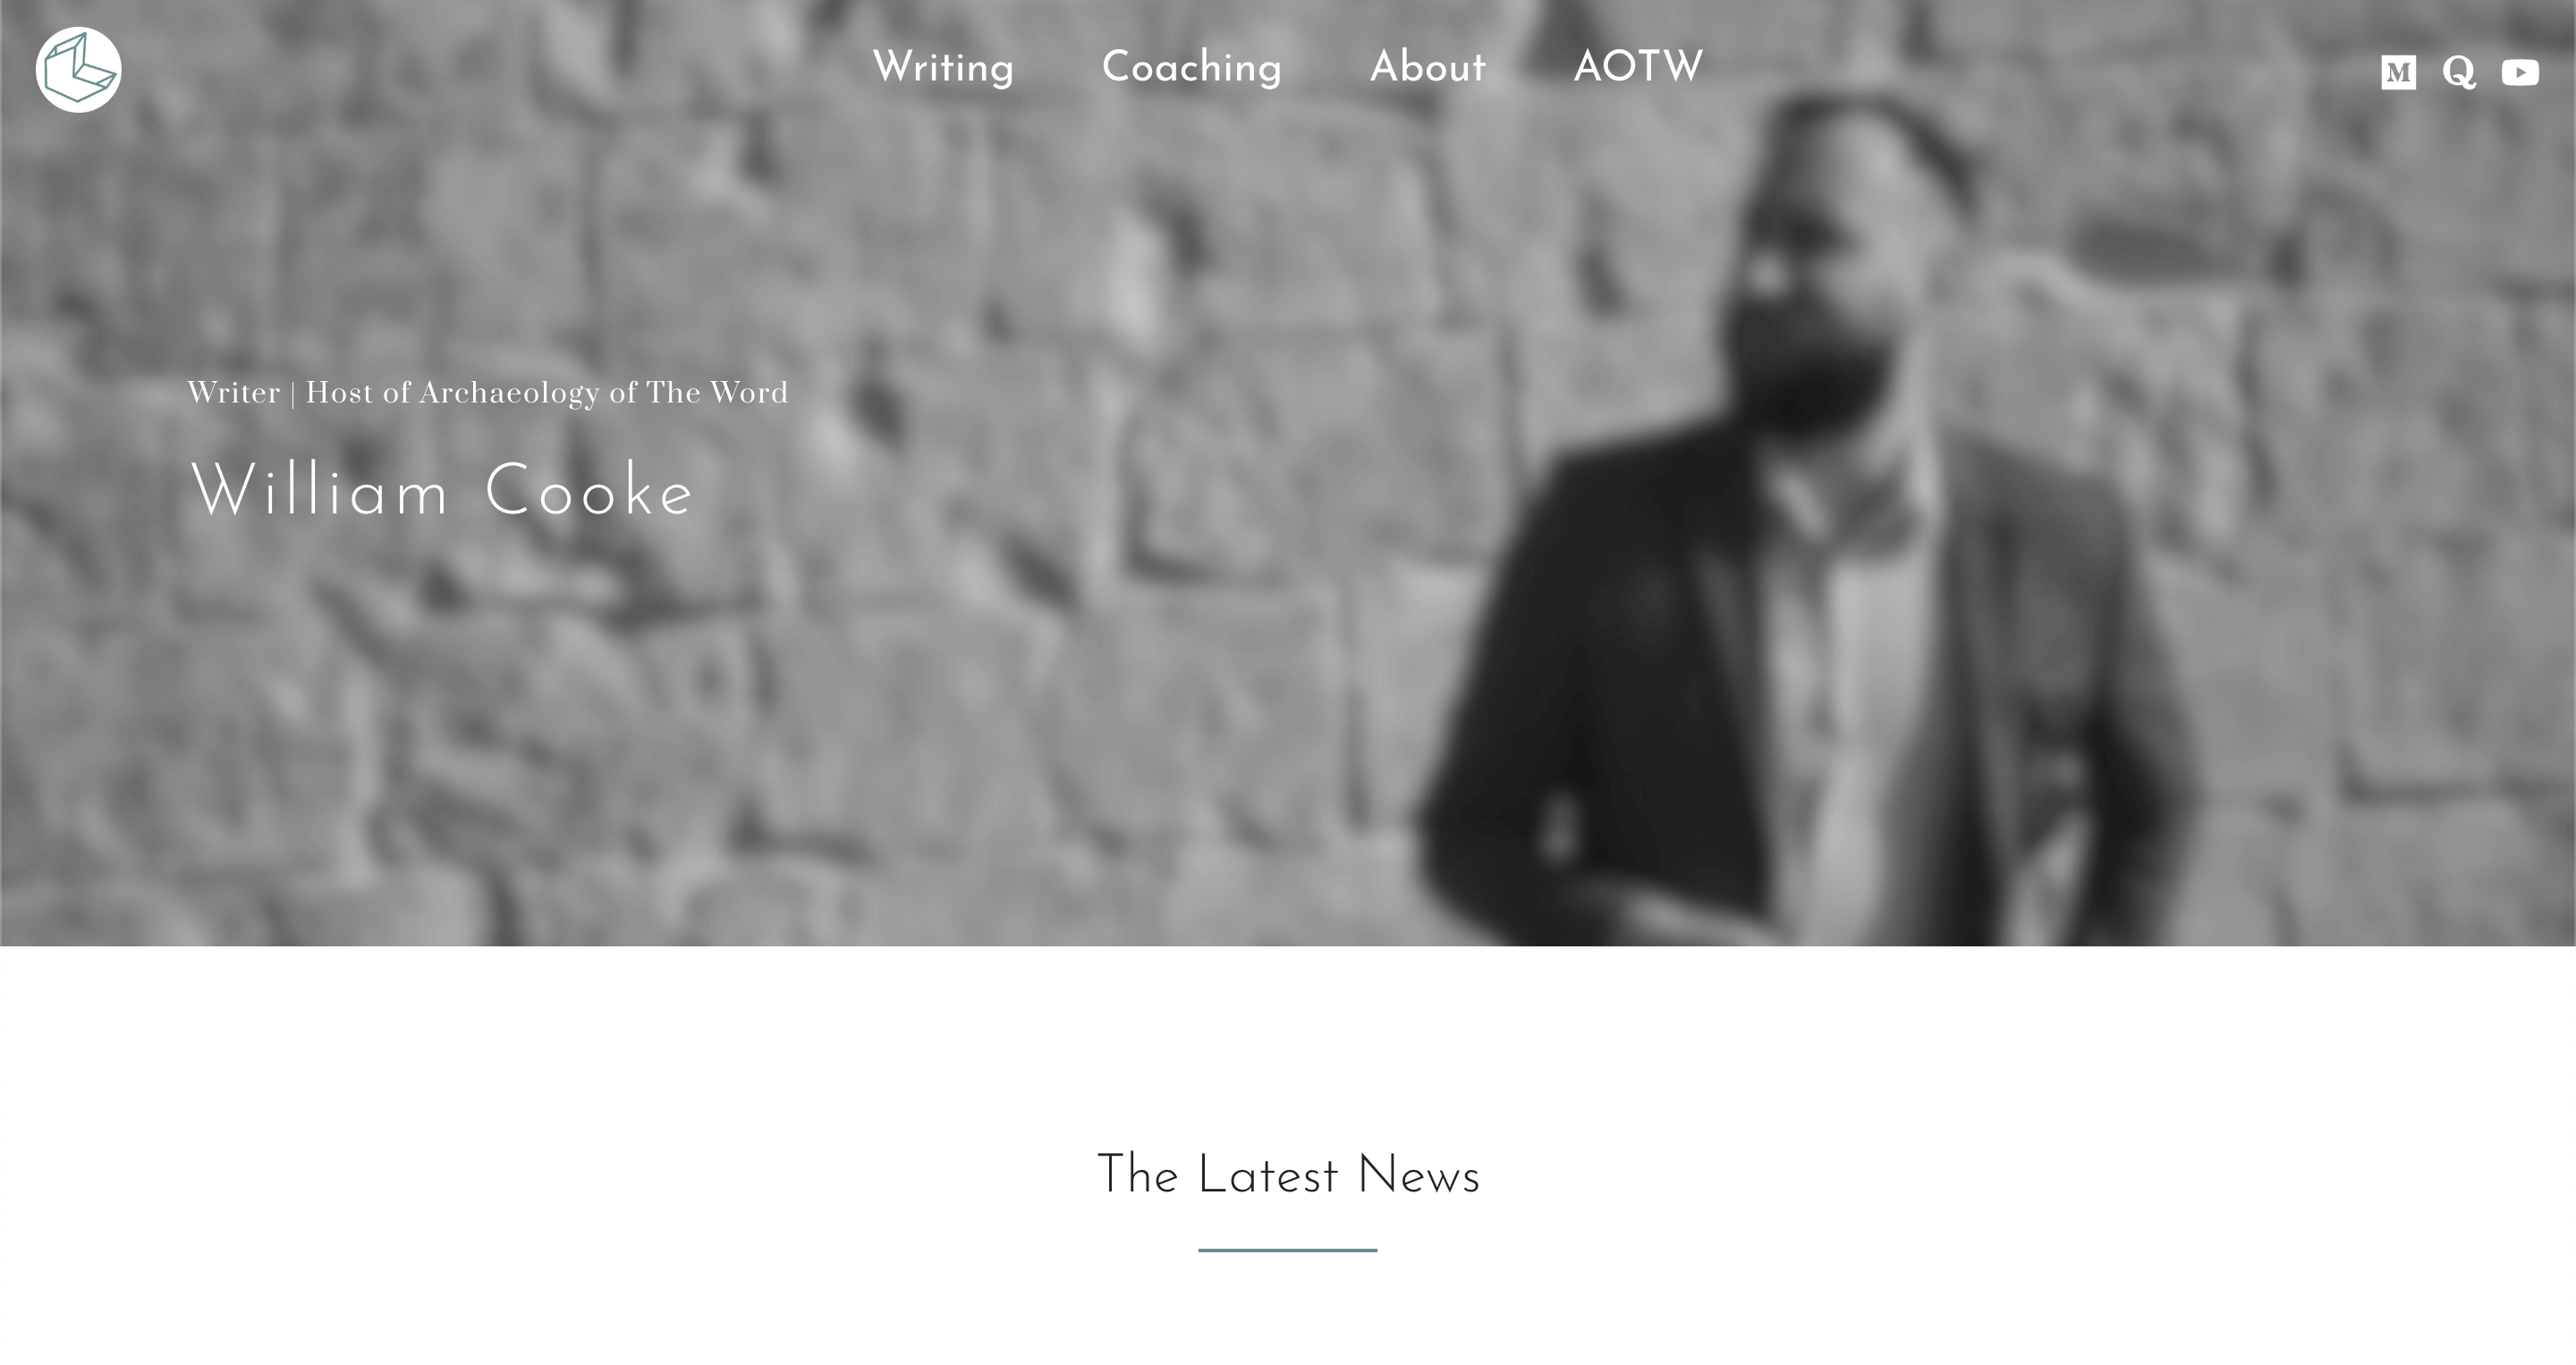 Writing
Coaching
About
AOTW
M
Q
Writer | Host of Archaeology of The Word
William Cooke
The Latest News